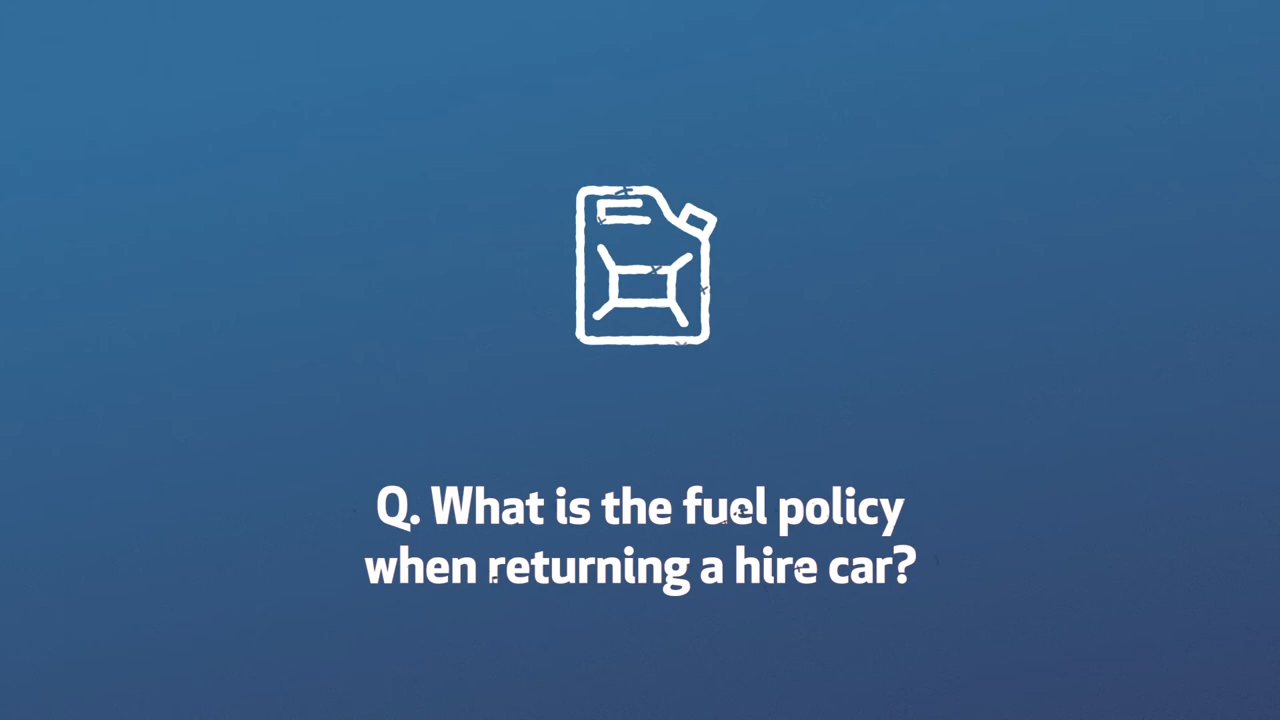 Q. What is the fuel policy
when returning a hire car?